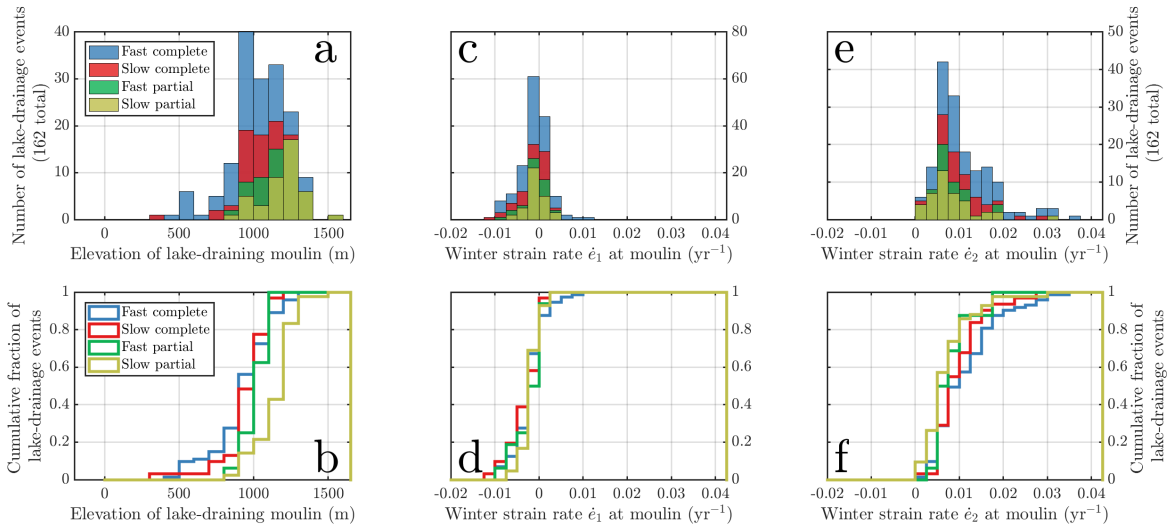 Number of lake-drainage events
(162 total)
40
30
20
10
0
Fast complete
Slow complete
Fast partial
Slow partial
a
0
500
1000
1500
Elevation of lake-draining moulin (m)
c
80
60
40
20
0
-0.02
-0.01
0
0.01
0.02
0.03
0.04
Winter strain rate ė₁ at moulin (yr⁻¹)
e
50
40
30
20
10
0
Number of lake-drainage events
(162 total)
-0.02
-0.01
0
0.01
0.02
0.03
0.04
Winter strain rate ė₂ at moulin (yr⁻¹)
Cumulative fraction of
lake-drainage events
1
0.8
0.6
0.4
0.2
0
Fast complete
Slow complete
Fast partial
Slow partial
b
0
500
1000
1500
Elevation of lake-draining moulin (m)
d
1
0.8
0.6
0.4
0.2
0
-0.02
-0.01
0
0.01
0.02
0.03
0.04
Winter strain rate ė₁ at moulin (yr⁻¹)
f
1
0.8
0.6
0.4
0.2
0
Cumulative fraction of
lake-drainage events
-0.02
-0.01
0
0.01
0.02
0.03
0.04
Winter strain rate ė₂ at moulin (yr⁻¹)